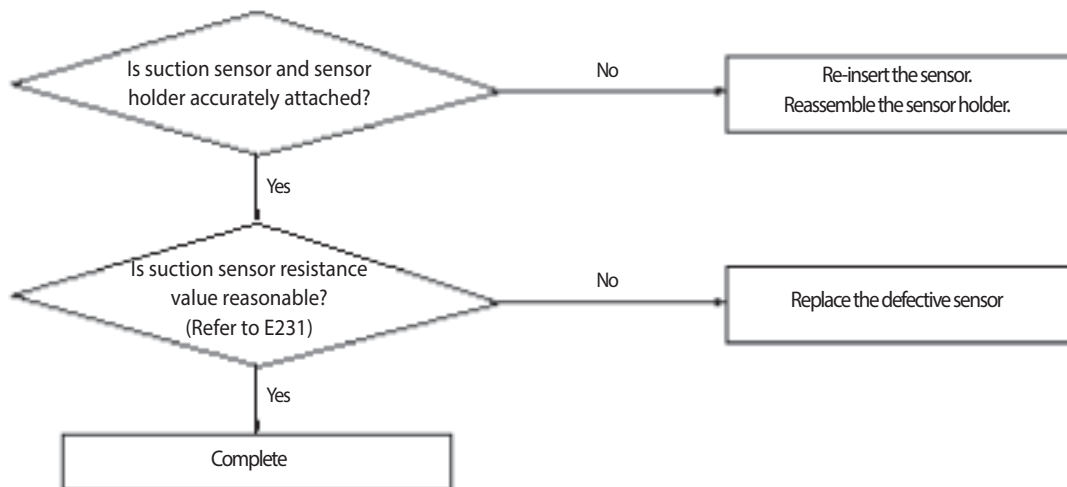 Is suction sensor and sensor
holder accurately attached?
No
Re-insert the sensor.
Reassemble the sensor holder.
Yes
Is suction sensor resistance
value reasonable?
(Refer to E231)
No
Replace the defective sensor
Yes
Complete